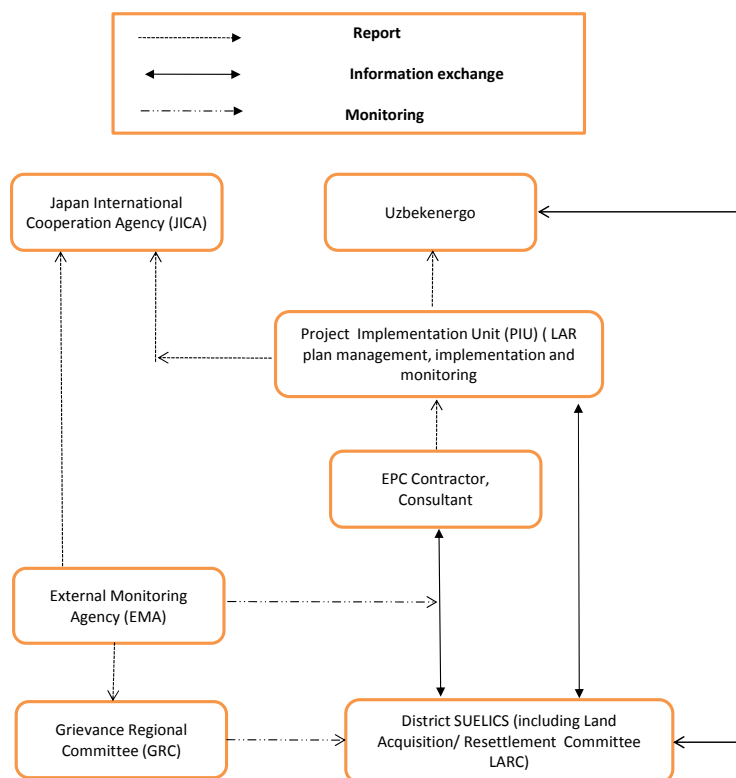 Report
Information exchange
Monitoring
Japan International
Cooperation Agency (JICA)
Uzbekenergo
Project Implementation Unit (PIU) ( LAR
plan management, implementation and
monitoring
EPC Contractor,
Consultant
External Monitoring
Agency (EMA)
Grievance Regional
Committee (GRC)
District SUELICS (including Land
Acquisition/ Resettlement Committee
LARC)